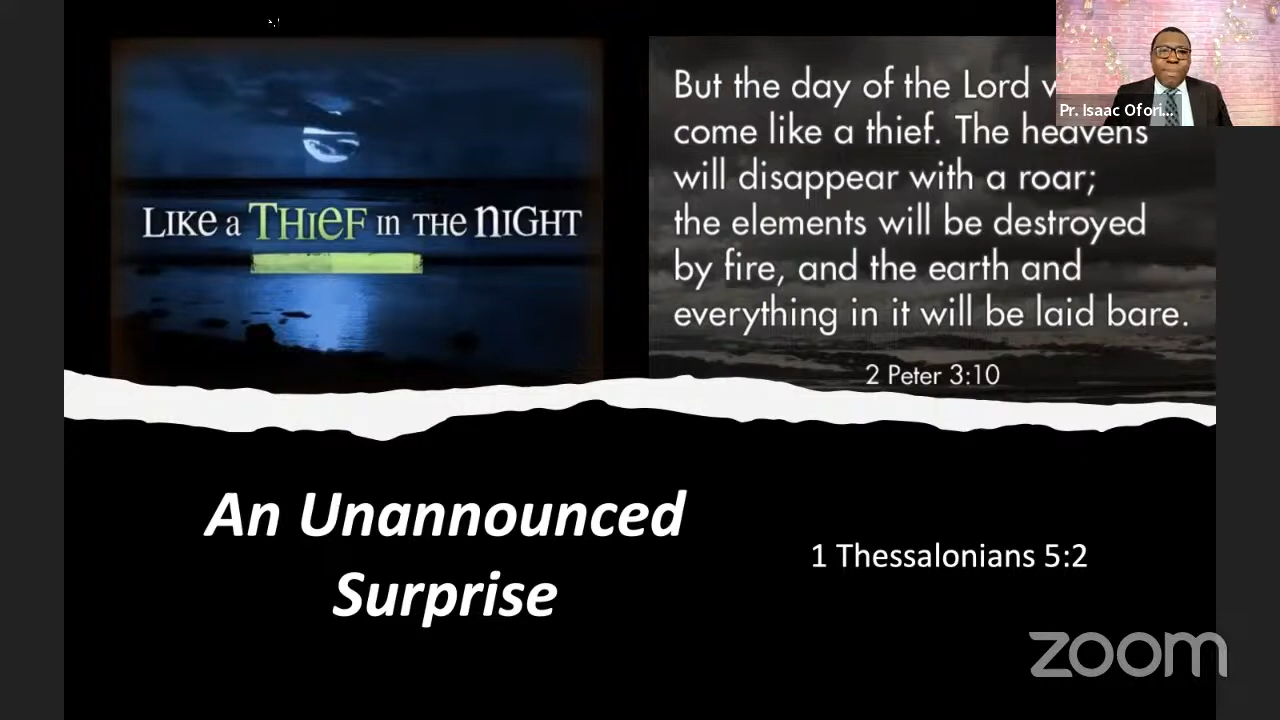 LIKE a THIeF in THE nIGHT
But the day of the Lord
come like a thief. The heavens
will disappear with a roar;
the elements will be destroyed
by fire, and the earth and
everything in it will be laid bare.
2 Peter 3:10
Pr. Isaac Ofori...
An Unannounced
Surprise
1 Thessalonians 5:2
zoom